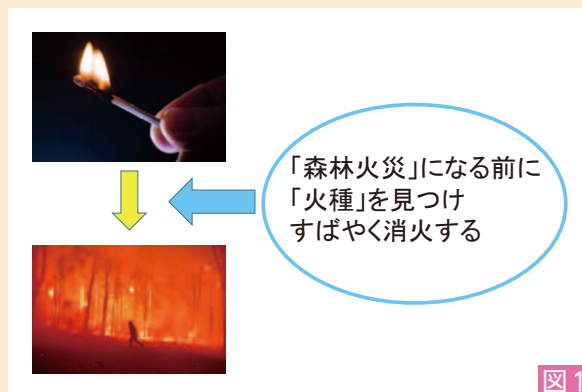 「森林火災」になる前に
「火種」を見つけ
すばやく消火する
図 1